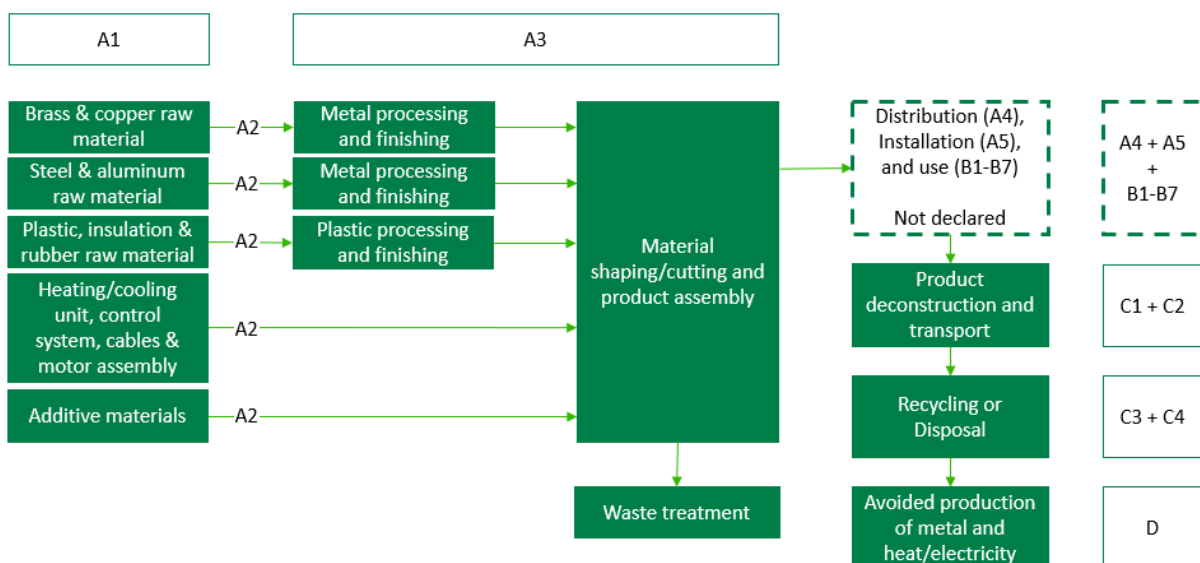 A1
A3
Brass & copper raw
material
A2
Metal processing
and finishing
Steel & aluminum
raw material
A2
Metal processing
and finishing
Plastic, insulation &
rubber raw material
A2
Plastic processing
and finishing
Heating/cooling
unit, control
system, cables &
motor assembly
A2
Additive materials
A2
Material
shaping/cutting and
product assembly
Waste treatment
Distribution (A4),
Installation (A5),
and use (B1-B7)
Not declared
A4 + A5
+
B1-B7
Product
deconstruction and
transport
C1 + C2
Recycling or
Disposal
C3 + C4
Avoided production
of metal and
heat/electricity
D